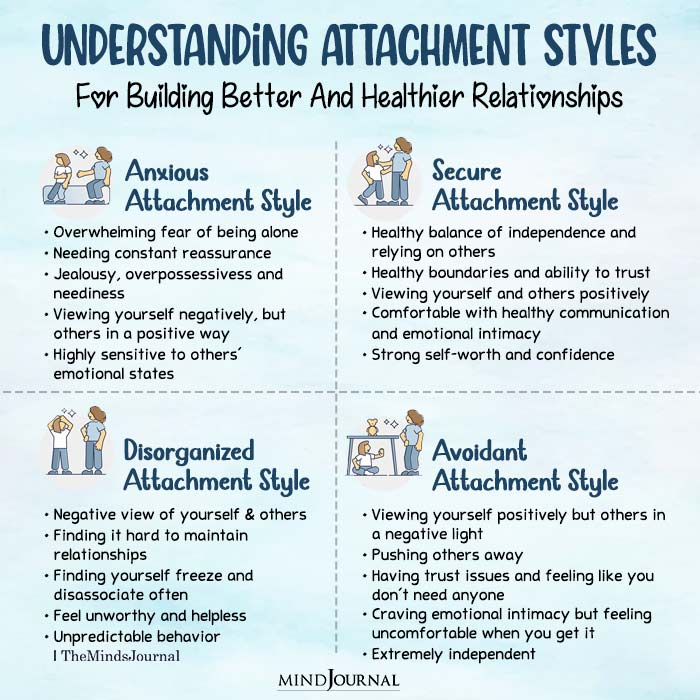 UNDERSTANDING ATTACHMENT STYLES
For Building Better And Healthier Relationships
Anxious
Attachment Style
• Overwhelming fear of being alone
• Needing constant reassurance
• Jealousy, overpossessiveness and
neediness
• Viewing yourself negatively, but
others in a positive way
• Highly sensitive to others´
emotional states
Secure
Attachment Style
• Healthy balance of independence and
relying on others
• Healthy boundaries and ability to trust
• Viewing yourself and others positively
• Comfortable with healthy communication
and emotional intimacy
• Strong self-worth and confidence
Disorganized
Attachment Style
• Negative view of yourself & others
• Finding it hard to maintain
relationships
• Finding yourself freeze and
disassociate often
• Feel unworthy and helpless
• Unpredictable behavior
| TheMindsJournal
Avoidant
Attachment Style
• Viewing yourself positively but others in
a negative light
• Pushing others away
• Having trust issues and feeling like you
don´t need anyone
• Craving emotional intimacy but feeling
uncomfortable when you get it
• Extremely independent
MINDJOURNAL